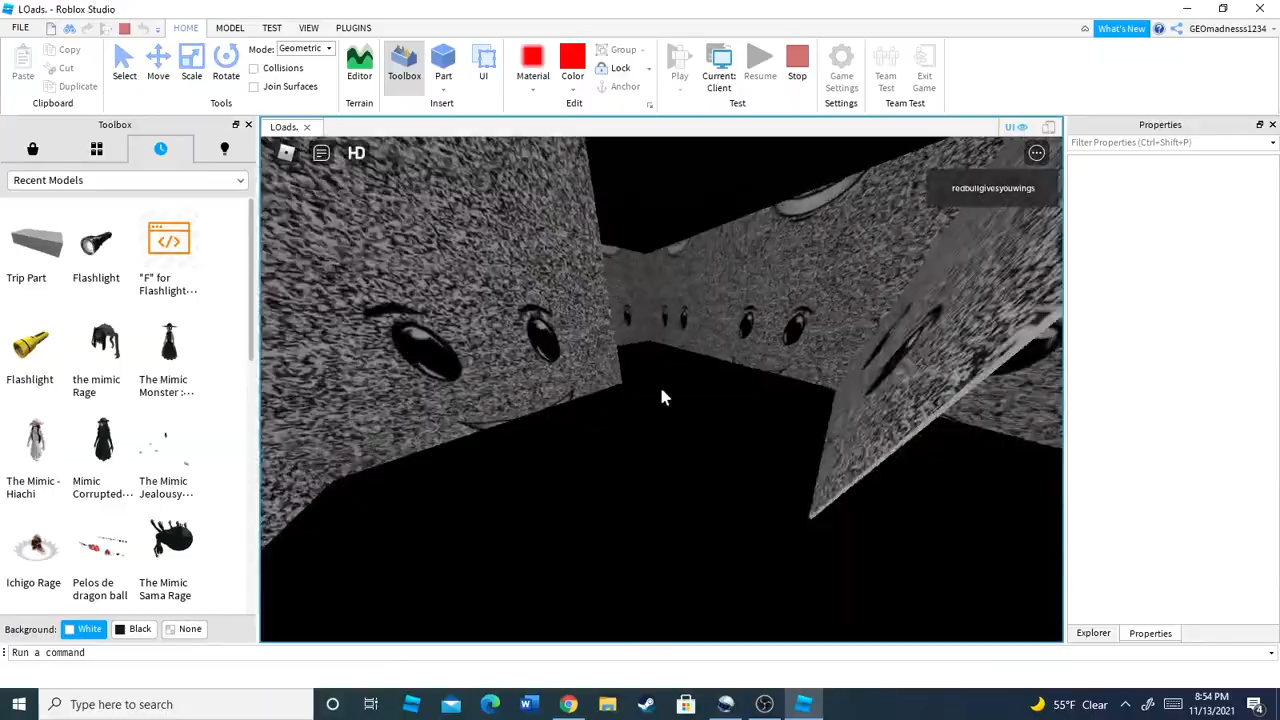 LOads. - Roblox Studio
FILE
HOME
MODEL
TEST
VIEW
PLUGINS
What's New
GEOmadnesss1234
Paste
Copy
Cut
Duplicate
Clipboard
Select
Move
Scale
Rotate
Mode: Geometric
Collisions
Join Surfaces
Tools
Editor
Terrain
Toolbox
Part
UI
Insert
Material
Color
Group
Lock
Anchor
Edit
Play
Current:
Client
Resume
Stop
Test
Game
Settings
Settings
Team
Test
Exit
Game
Team Test
Toolbox
LOads.
UI
Properties
Filter Properties (Ctrl+Shift+P)
Recent Models
HD
redbullgivesyouwings
Trip Part
Flashlight
"F" for
Flashlight...
Flashlight
the mimic
Rage
The Mimic
Monster :...
The Mimic -
Hiachi
Mimic
Corrupted...
The Mimic
Jealousy...
Ichigo Rage
Pelos de
dragon ball
The Mimic
Sama Rage
Background:
White
Black
None
Explorer
Properties
Run a command
Type here to search
55°F Clear
8:54 PM
11/13/2021
4